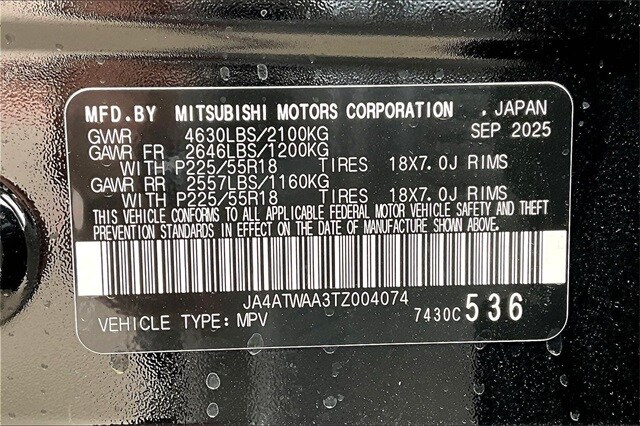 MFD.BY MITSUBISHI MOTORS CORPORATION , JAPAN
GWWR 4630LBS/2100KG SEP 2025
GAWR FR 2646LBS/1200KG
WITH P225/55R18 TIRES 18X7.0J RIMS
GAWR RR 2557LBS/1160KG
WITH P225/55R18 TIRES 18X7.0J RIMS
THIS VEHICLE CONFORMS TO ALL APPLICABLE FEDERAL MOTOR VEHICLE SAFETY AND THEFT
PREVENTION STANDARDS IN EFFECT ON THE DATE OF MANUFACTURE SHOWN ABOVE.
JA4ATWAA3TZ004074
VEHICLE TYPE: MPV 7430C 536